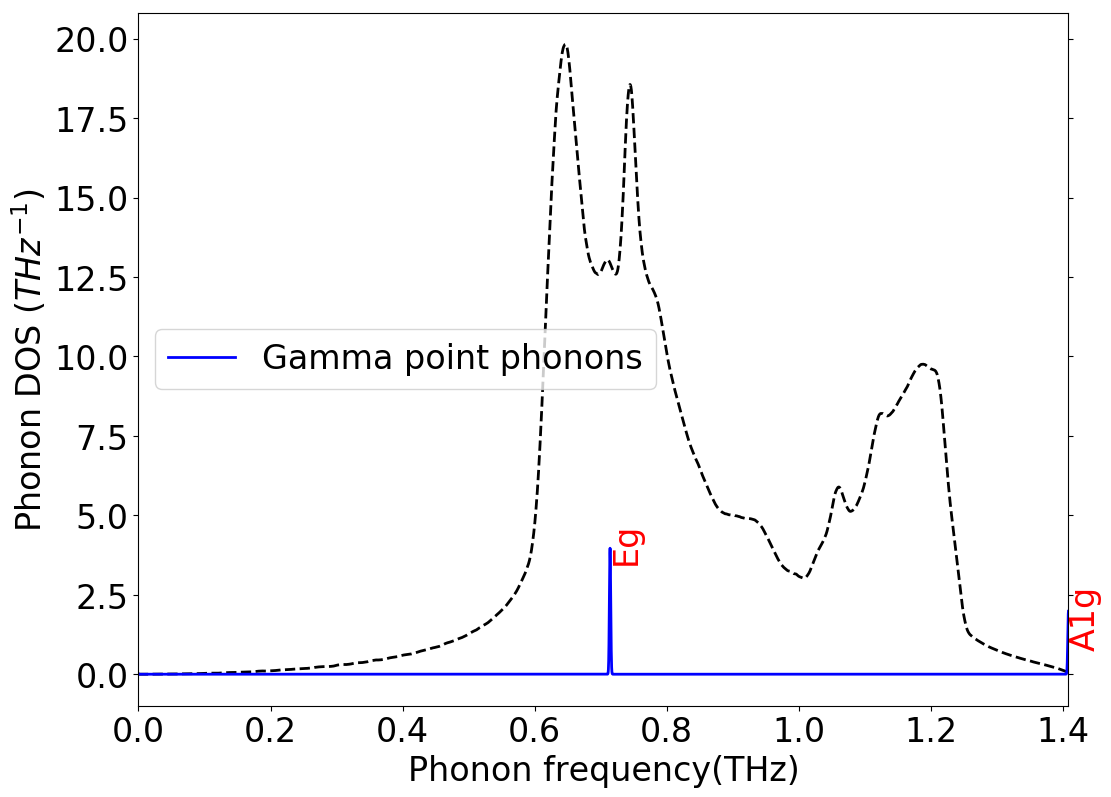 20.0
17.5
15.0
12.5
10.0
7.5
5.0
2.5
0.0
Phonon DOS (THz⁻¹)
Gamma point phonons
Eg
A1g
0.0 0.2 0.4 0.6 0.8 1.0 1.2 1.4
Phonon frequency(THz)